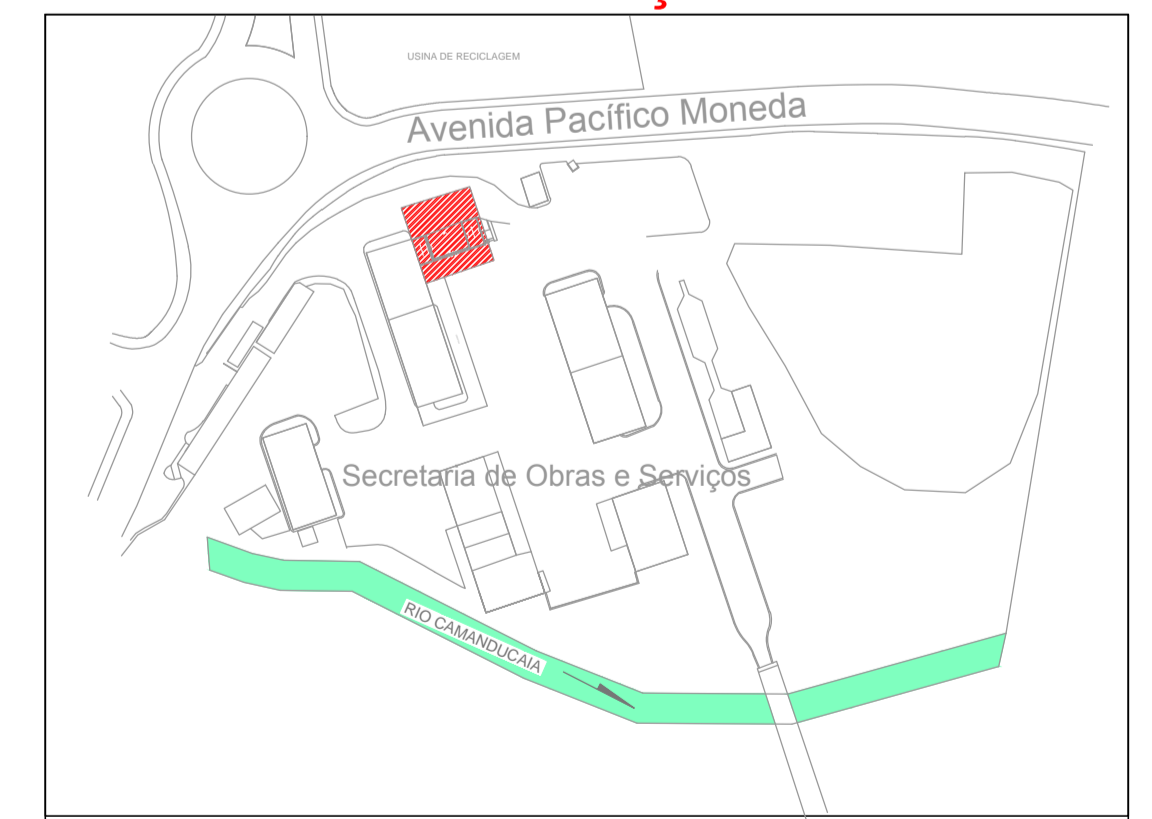 USINA DE RECICLAGEM
Avenida Pacífico Moneda
Secretaria de Obras e Serviços
RIO CAMANDUCAIA